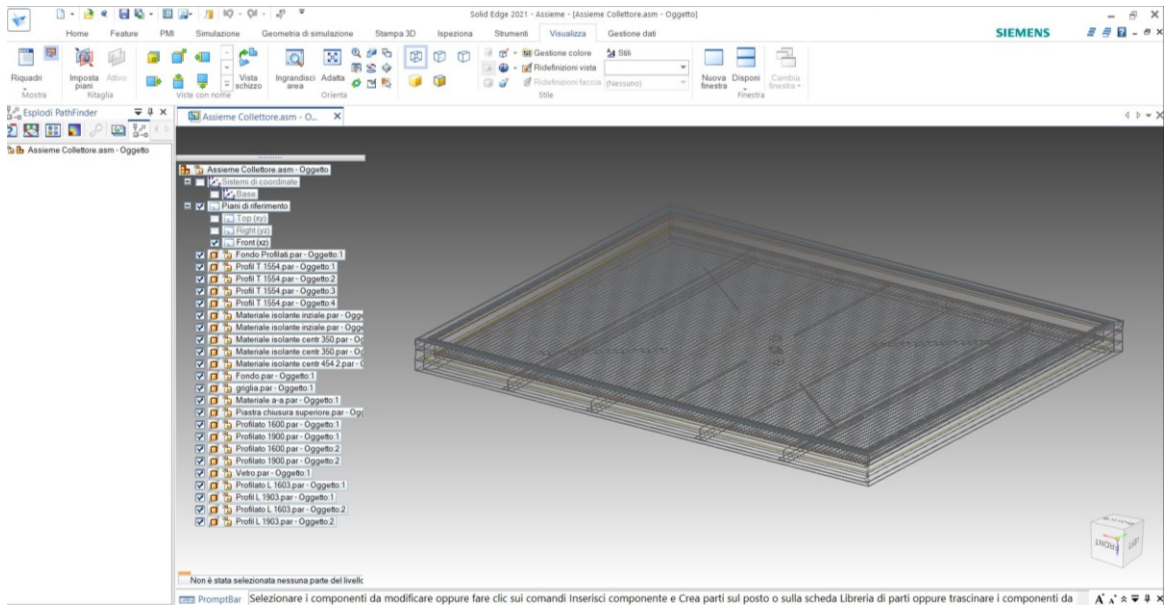 Solid Edge 2021 - Assieme - [Assieme Collettore.asm - Oggetto]
Home Feature PMI Simulazione Geometria di simulazione Stampa 3D Ispeziona Strumenti Visualizza Gestione dati SIEMENS
Riquadri
Mostra
Imposta piani
Attivo
Ritaglia
Viste con nome
Vista schizzo
Ingrandisci area
Adatta
Orienta
Gestione colore
Ridefinizioni vista
Ridefinizioni faccia
Stili
(Nessuno)
Stile
Nuova finestra
Disponi
Cambia finestra
Finestra
Esplodi PathFinder
Assieme Collettore.asm - O...
Assieme Collettore.asm - Oggetto
Assieme Collettore.asm - Oggetto
Sistemi di coordinate
Base
Piani di riferimento
Top (xy)
Right (yz)
Front (xz)
Fondo Profilati.par - Oggetto:1
Profil T 1554.par - Oggetto:1
Profil T 1554.par - Oggetto:2
Profil T 1554.par - Oggetto:3
Profil T 1554.par - Oggetto:4
Materiale isolante inziale.par - Ogge
Materiale isolante inziale.par - Ogge
Materiale isolante centr 350.par - Og
Materiale isolante centr 350.par - Og
Materiale isolante centr 454.2.par - O
Fondo.par - Oggetto:1
griglia.par - Oggetto:1
Materiale a-a.par - Oggetto:1
Piastra chiusura superiore.par - Ogg
Profilato 1600.par - Oggetto:1
Profilato 1900.par - Oggetto:1
Profilato 1600.par - Oggetto:2
Profilato 1900.par - Oggetto:2
Vetro.par - Oggetto:1
Profilato L 1603.par - Oggetto:1
Profil L 1903.par - Oggetto:1
Profilato L 1603.par - Oggetto:2
Profil L 1903.par - Oggetto:2
FRONT
LEFT
Non è stata selezionata nessuna parte del livello
PromptBar Selezionare i componenti da modificare oppure fare clic sui comandi Inserisci componente e Crea parti sul posto o sulla scheda Libreria di parti oppure trascinare i componenti da